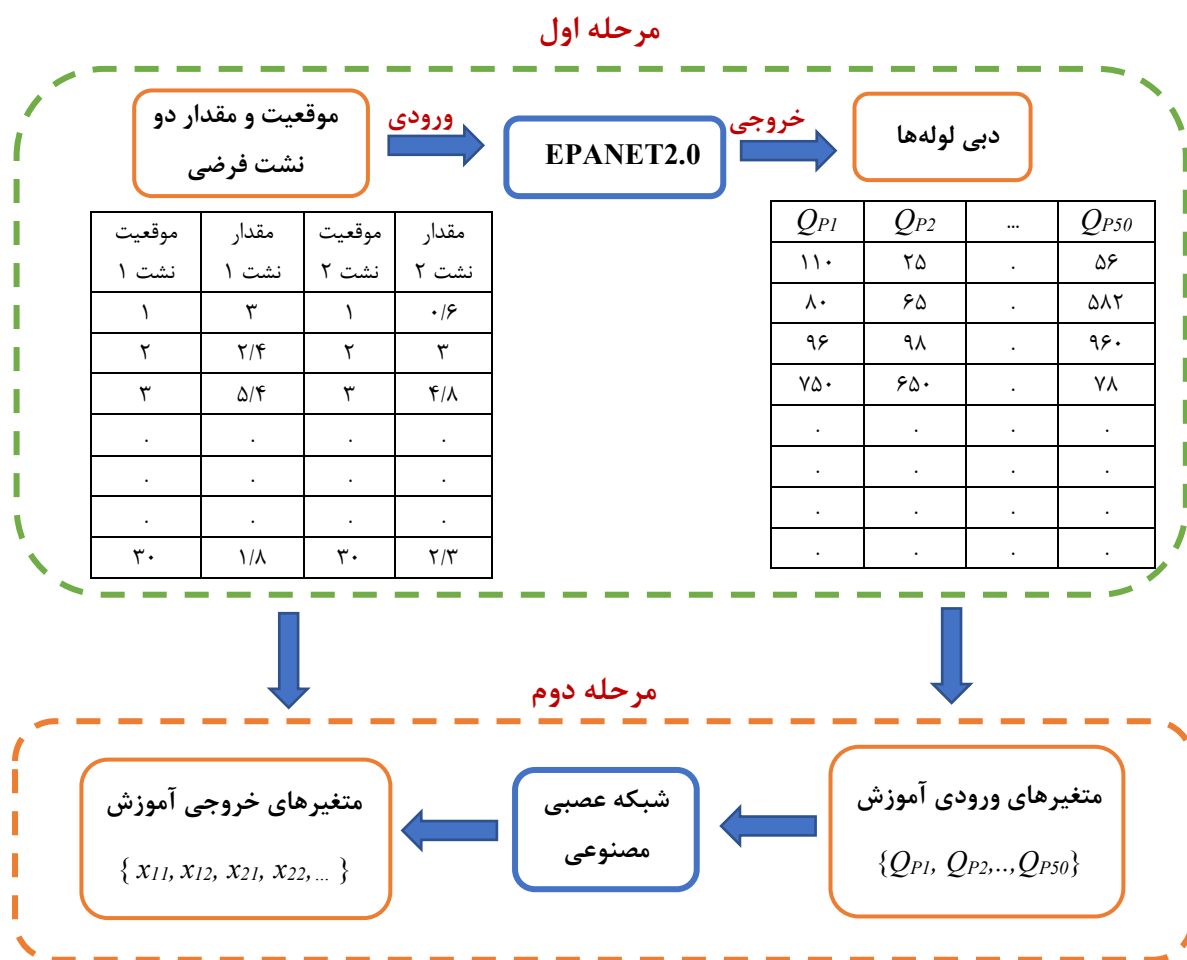 مرحله اول
موقعیت و مقدار دو
نشت فرضی
ورودی
EPANET2.0
خروجی
دبی لوله‌ها
موقعیت نشت ۱ مقدار نشت ۱ موقعیت نشت ۲ مقدار نشت ۲
۱ ۳ ۱ ۰/۶
۲ ۲/۴ ۲ ۳
۳ ۵/۴ ۳ ۴/۸
. . . .
. . . .
. . . .
۳۰ ۱/۸ ۳۰ ۲/۳
QP1 QP2 ... QP50
۱۱۰ ۲۵ . ۵۶
۸۰ ۶۵ . ۵۸۲
۹۶ ۹۸ . ۹۶۰
۷۵۰ ۶۵۰ . ۷۸
. . . .
. . . .
. . . .
. . . .
مرحله دوم
متغیرهای ورودی آموزش
{QP1, QP2,..,QP50}
شبکه عصبی
مصنوعی
متغیرهای خروجی آموزش
{ x11, x12, x21, x22, ... }